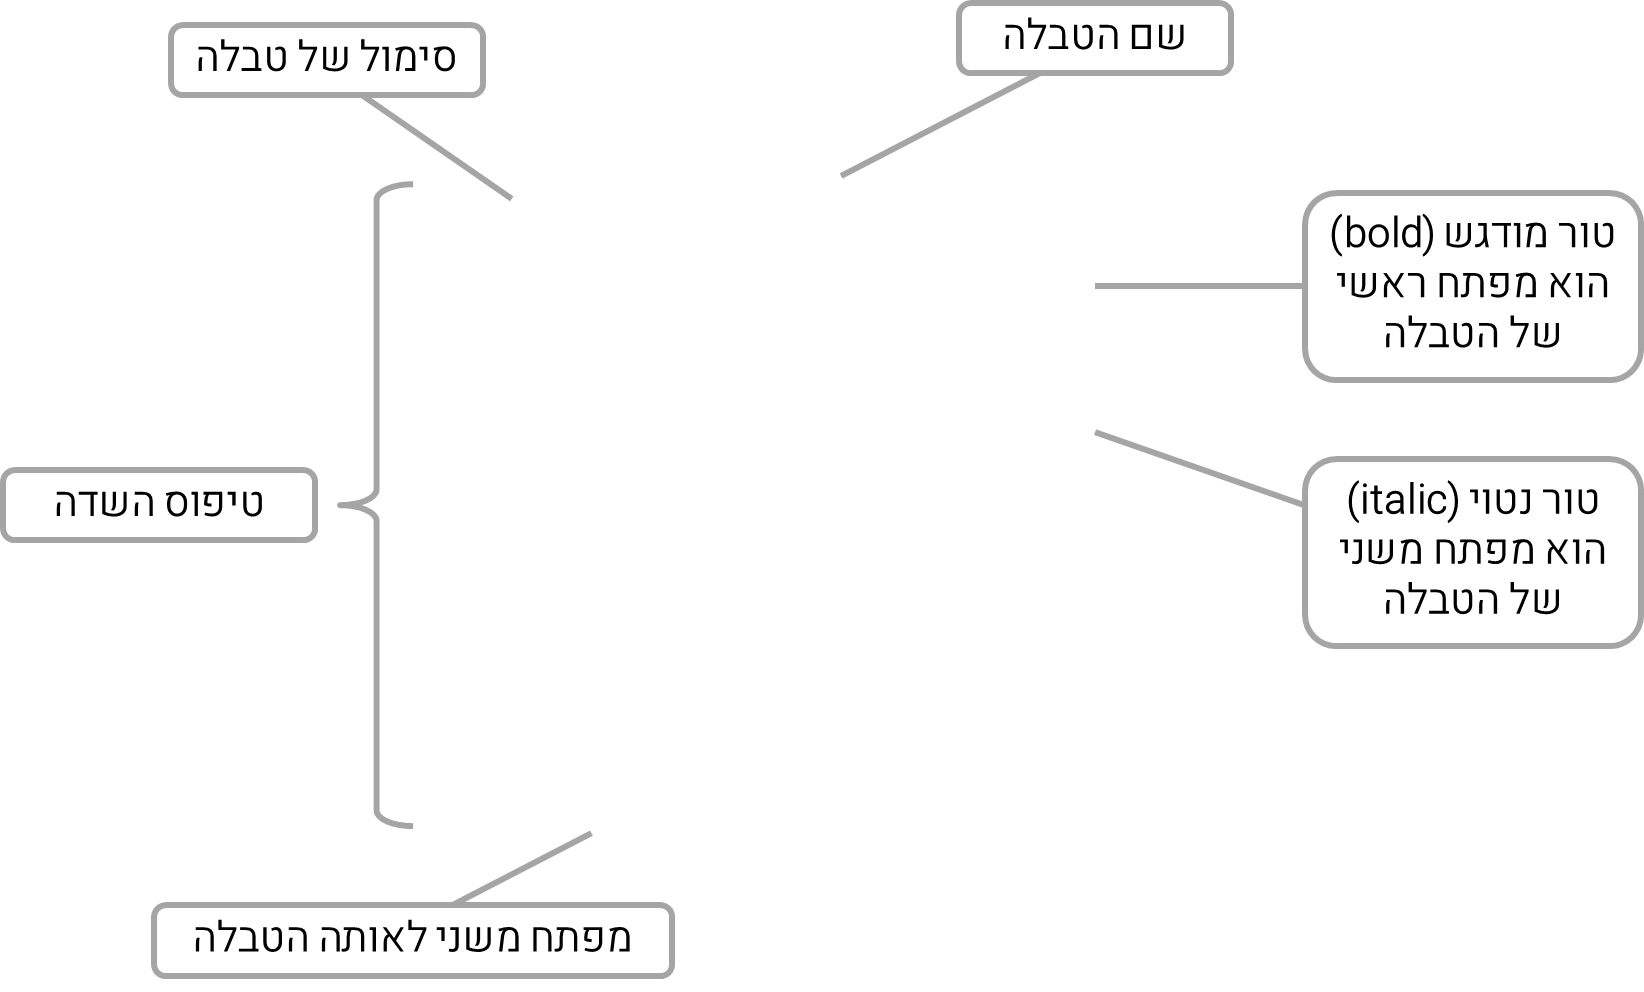 שם הטבלה
סימול של טבלה
טור מודגש (bold)
הוא מפתח ראשי
של הטבלה
טור נטוי (italic)
הוא מפתח משני
של הטבלה
טיפוס השדה
מפתח משני לאותה הטבלה